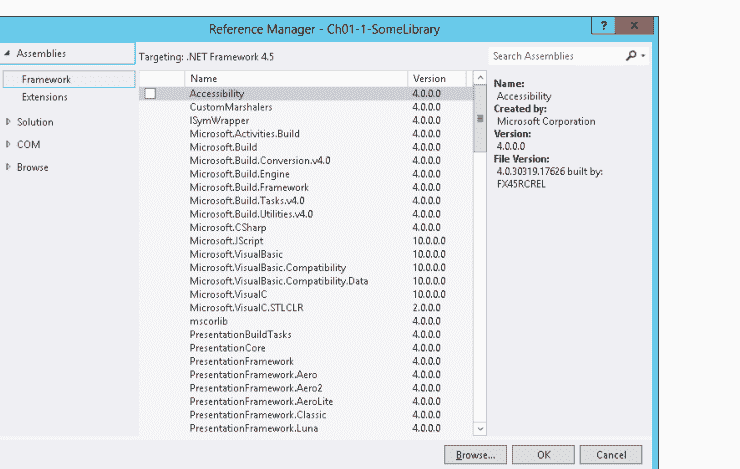 Reference Manager - Ch01-1-SomeLibrary
? x
Assemblies
Targeting: .NET Framework 4.5
Search Assemblies
Framework
Extensions
Solution
COM
Browse
Name Version
Accessibility 4.0.0.0
CustomMarshalers 4.0.0.0
ISymWrapper 4.0.0.0
Microsoft.Activities.Build 4.0.0.0
Microsoft.Build 4.0.0.0
Microsoft.Build.Conversion.v4.0 4.0.0.0
Microsoft.Build.Engine 4.0.0.0
Microsoft.Build.Framework 4.0.0.0
Microsoft.Build.Tasks.v4.0 4.0.0.0
Microsoft.Build.Utilities.v4.0 4.0.0.0
Microsoft.CSharp 4.0.0.0
Microsoft.JScript 10.0.0.0
Microsoft.VisualBasic 10.0.0.0
Microsoft.VisualBasic.Compatibility 10.0.0.0
Microsoft.VisualBasic.Compatibility.Data 10.0.0.0
Microsoft.VisualC 10.0.0.0
Microsoft.VisualC.STLCLR 2.0.0.0
mscorlib 4.0.0.0
PresentationBuildTasks 4.0.0.0
PresentationCore 4.0.0.0
PresentationFramework 4.0.0.0
PresentationFramework.Aero 4.0.0.0
PresentationFramework.Aero2 4.0.0.0
PresentationFramework.AeroLite 4.0.0.0
PresentationFramework.Classic 4.0.0.0
PresentationFramework.Luna 4.0.0.0
Name:
Accessibility
Created by:
Microsoft Corporation
Version:
4.0.0.0
File Version:
4.0.30319.17626 built by:
FX45RCREL
Browse... OK Cancel